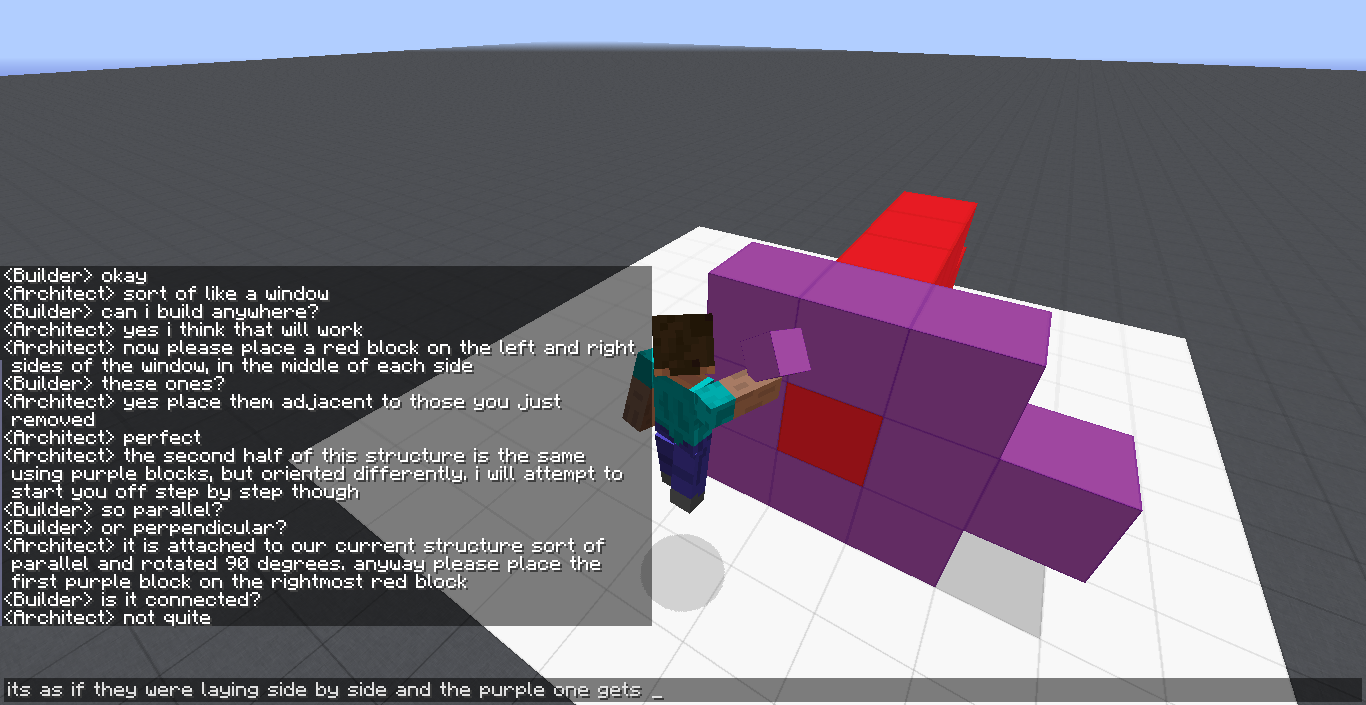 <Builder> okay
<Architect> sort of like a window
<Builder> can i build anywhere?
<Architect> yes i think that will work
<Architect> now please place a red block on the left and right
sides of the window, in the middle of each side
<Builder> these ones?
<Architect> yes place them adjacent to those you just
removed
<Architect> perfect
<Architect> the second half of this structure is the same
using purple blocks, but oriented differently. i will attempt to
start you off step by step though
<Builder> so parallel?
<Builder> or perpendicular?
<Architect> it is attached to our current structure sort of
parallel and rotated 90 degrees. anyway please place the
first purple block on the rightmost red block
<Builder> is it connected?
<Architect> not quite
its as if they were laying side by side and the purple one gets _